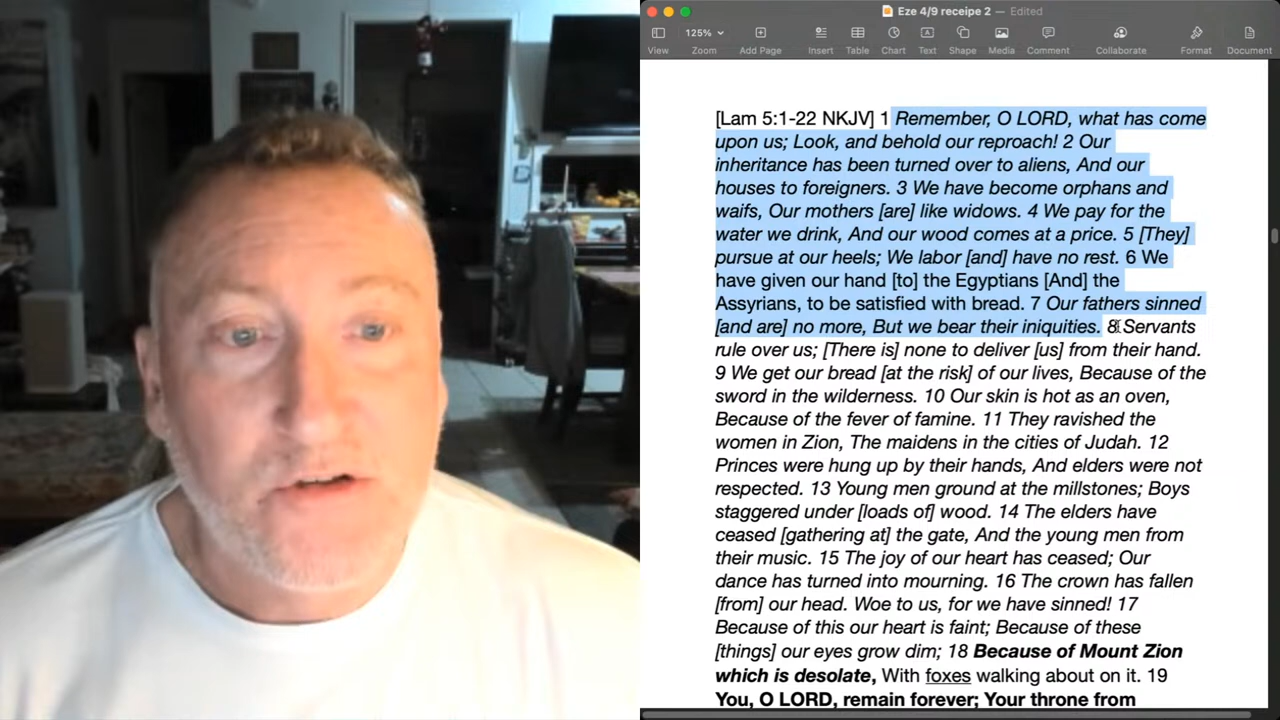 Eze 4/9 receipe 2 — Edited
125%
View Zoom Add Page Insert Table Chart Text Shape Media Comment Collaborate Format Document
[Lam 5:1-22 NKJV] 1 Remember, O LORD, what has come
upon us; Look, and behold our reproach! 2 Our
inheritance has been turned over to aliens, And our
houses to foreigners. 3 We have become orphans and
waifs, Our mothers [are] like widows. 4 We pay for the
water we drink, And our wood comes at a price. 5 [They]
pursue at our heels; We labor [and] have no rest. 6 We
have given our hand [to] the Egyptians [And] the
Assyrians, to be satisfied with bread. 7 Our fathers sinned
[and are] no more, But we bear their iniquities. 8 Servants
rule over us; [There is] none to deliver [us] from their hand.
9 We get our bread [at the risk] of our lives, Because of the
sword in the wilderness. 10 Our skin is hot as an oven,
Because of the fever of famine. 11 They ravished the
women in Zion, The maidens in the cities of Judah. 12
Princes were hung up by their hands, And elders were not
respected. 13 Young men ground at the millstones; Boys
staggered under [loads of] wood. 14 The elders have
ceased [gathering at] the gate, And the young men from
their music. 15 The joy of our heart has ceased; Our
dance has turned into mourning. 16 The crown has fallen
[from] our head. Woe to us, for we have sinned! 17
Because of this our heart is faint; Because of these
[things] our eyes grow dim; 18 Because of Mount Zion
which is desolate, With foxes walking about on it. 19
You, O LORD, remain forever; Your throne from